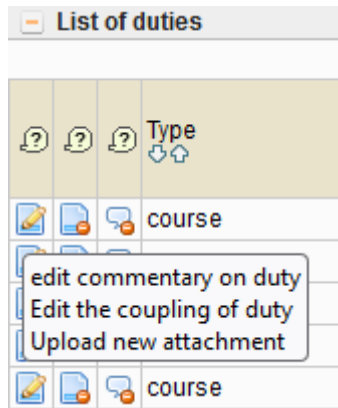 List of duties
Type
course
edit commentary on duty
Edit the coupling of duty
Upload new attachment
course